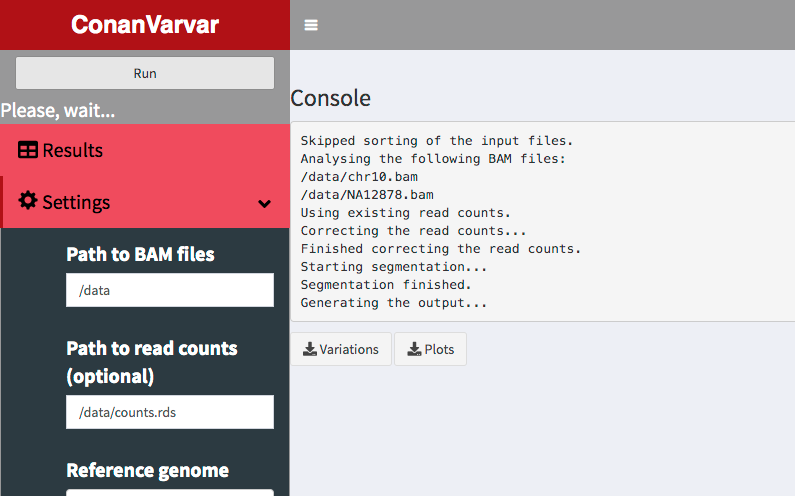 ConanVarvar
Run
Please, wait...
Results
Settings
Path to BAM files
/data
Path to read counts
(optional)
/data/counts.rds
Reference genome
Console
Skipped sorting of the input files.
Analysing the following BAM files:
/data/chr10.bam
/data/NA12878.bam
Using existing read counts.
Correcting the read counts...
Finished correcting the read counts.
Starting segmentation...
Segmentation finished.
Generating the output...
Variations
Plots